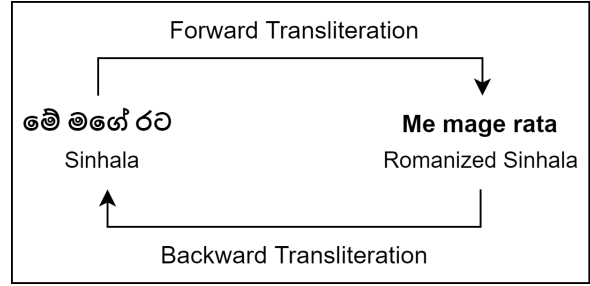 Forward Transliteration
මේ මගේ රට
Sinhala
Me mage rata
Romanized Sinhala
Backward Transliteration